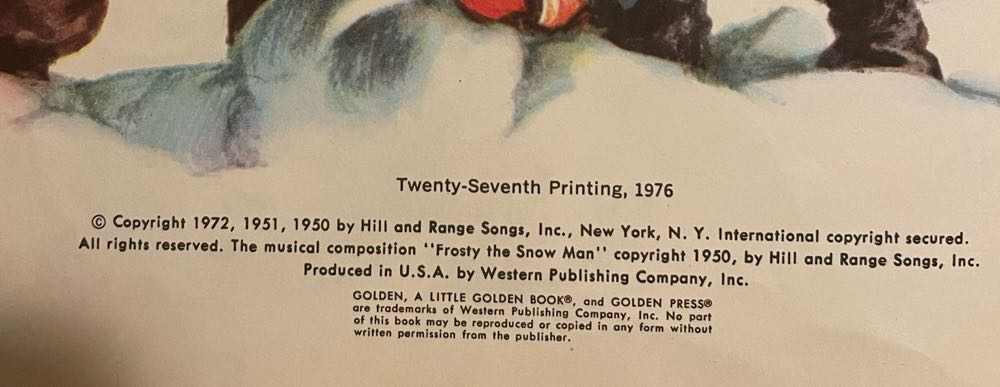 Twenty-Seventh Printing, 1976
© Copyright 1972, 1951, 1950 by Hill and Range Songs, Inc., New York, N. Y. International copyright secured.
All rights reserved. The musical composition ''Frosty the Snow Man'' copyright 1950, by Hill and Range Songs, Inc.
Produced in U.S.A. by Western Publishing Company, Inc.
GOLDEN, A LITTLE GOLDEN BOOK®, and GOLDEN PRESS®
are trademarks of Western Publishing Company, Inc. No part
of this book may be reproduced or copied in any form without
written permission from the publisher.